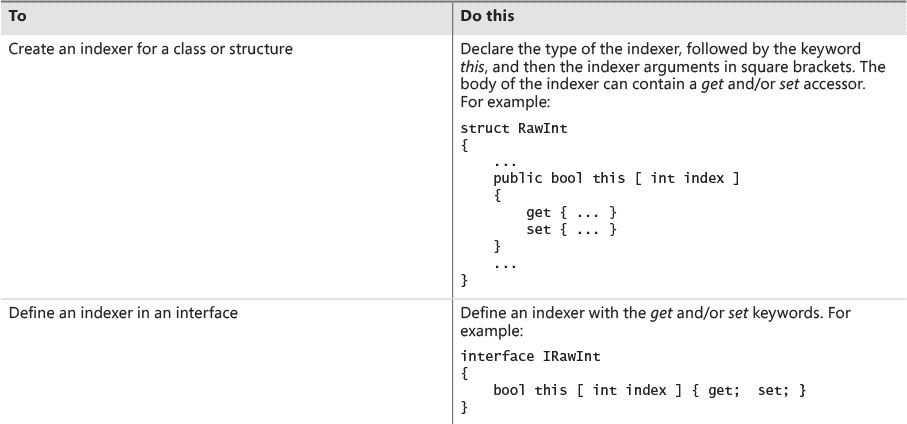 To
Do this
Create an indexer for a class or structure
Declare the type of the indexer, followed by the keyword
this, and then the indexer arguments in square brackets. The
body of the indexer can contain a get and/or set accessor.
For example:
struct RawInt
{
    ...
    public bool this [ int index ]
    {
        get { ... }
        set { ... }
    }
    ...
}
Define an indexer in an interface
Define an indexer with the get and/or set keywords. For
example:
interface IRawInt
{
    bool this [ int index ] { get;  set; }
}